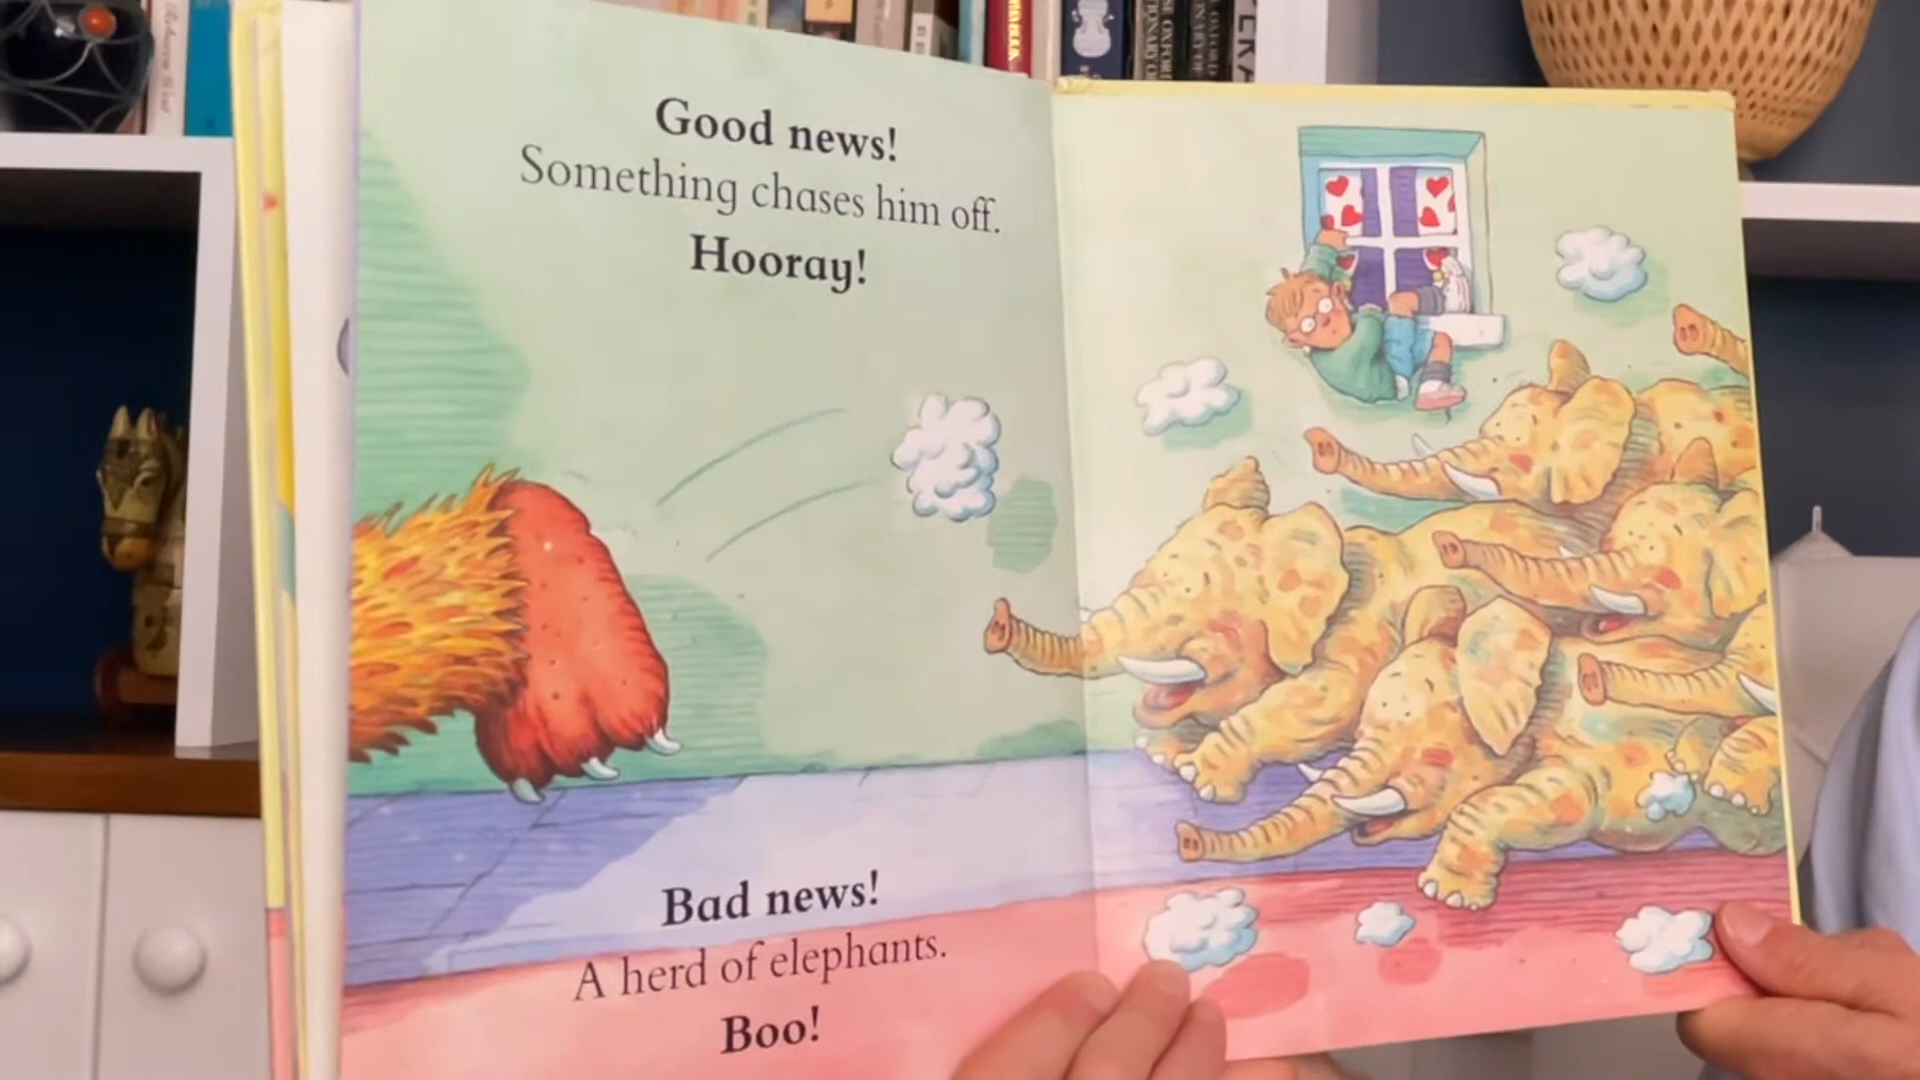 Good news!
Something chases him off.
Hooray!
Bad news!
A herd of elephants.
Boo!